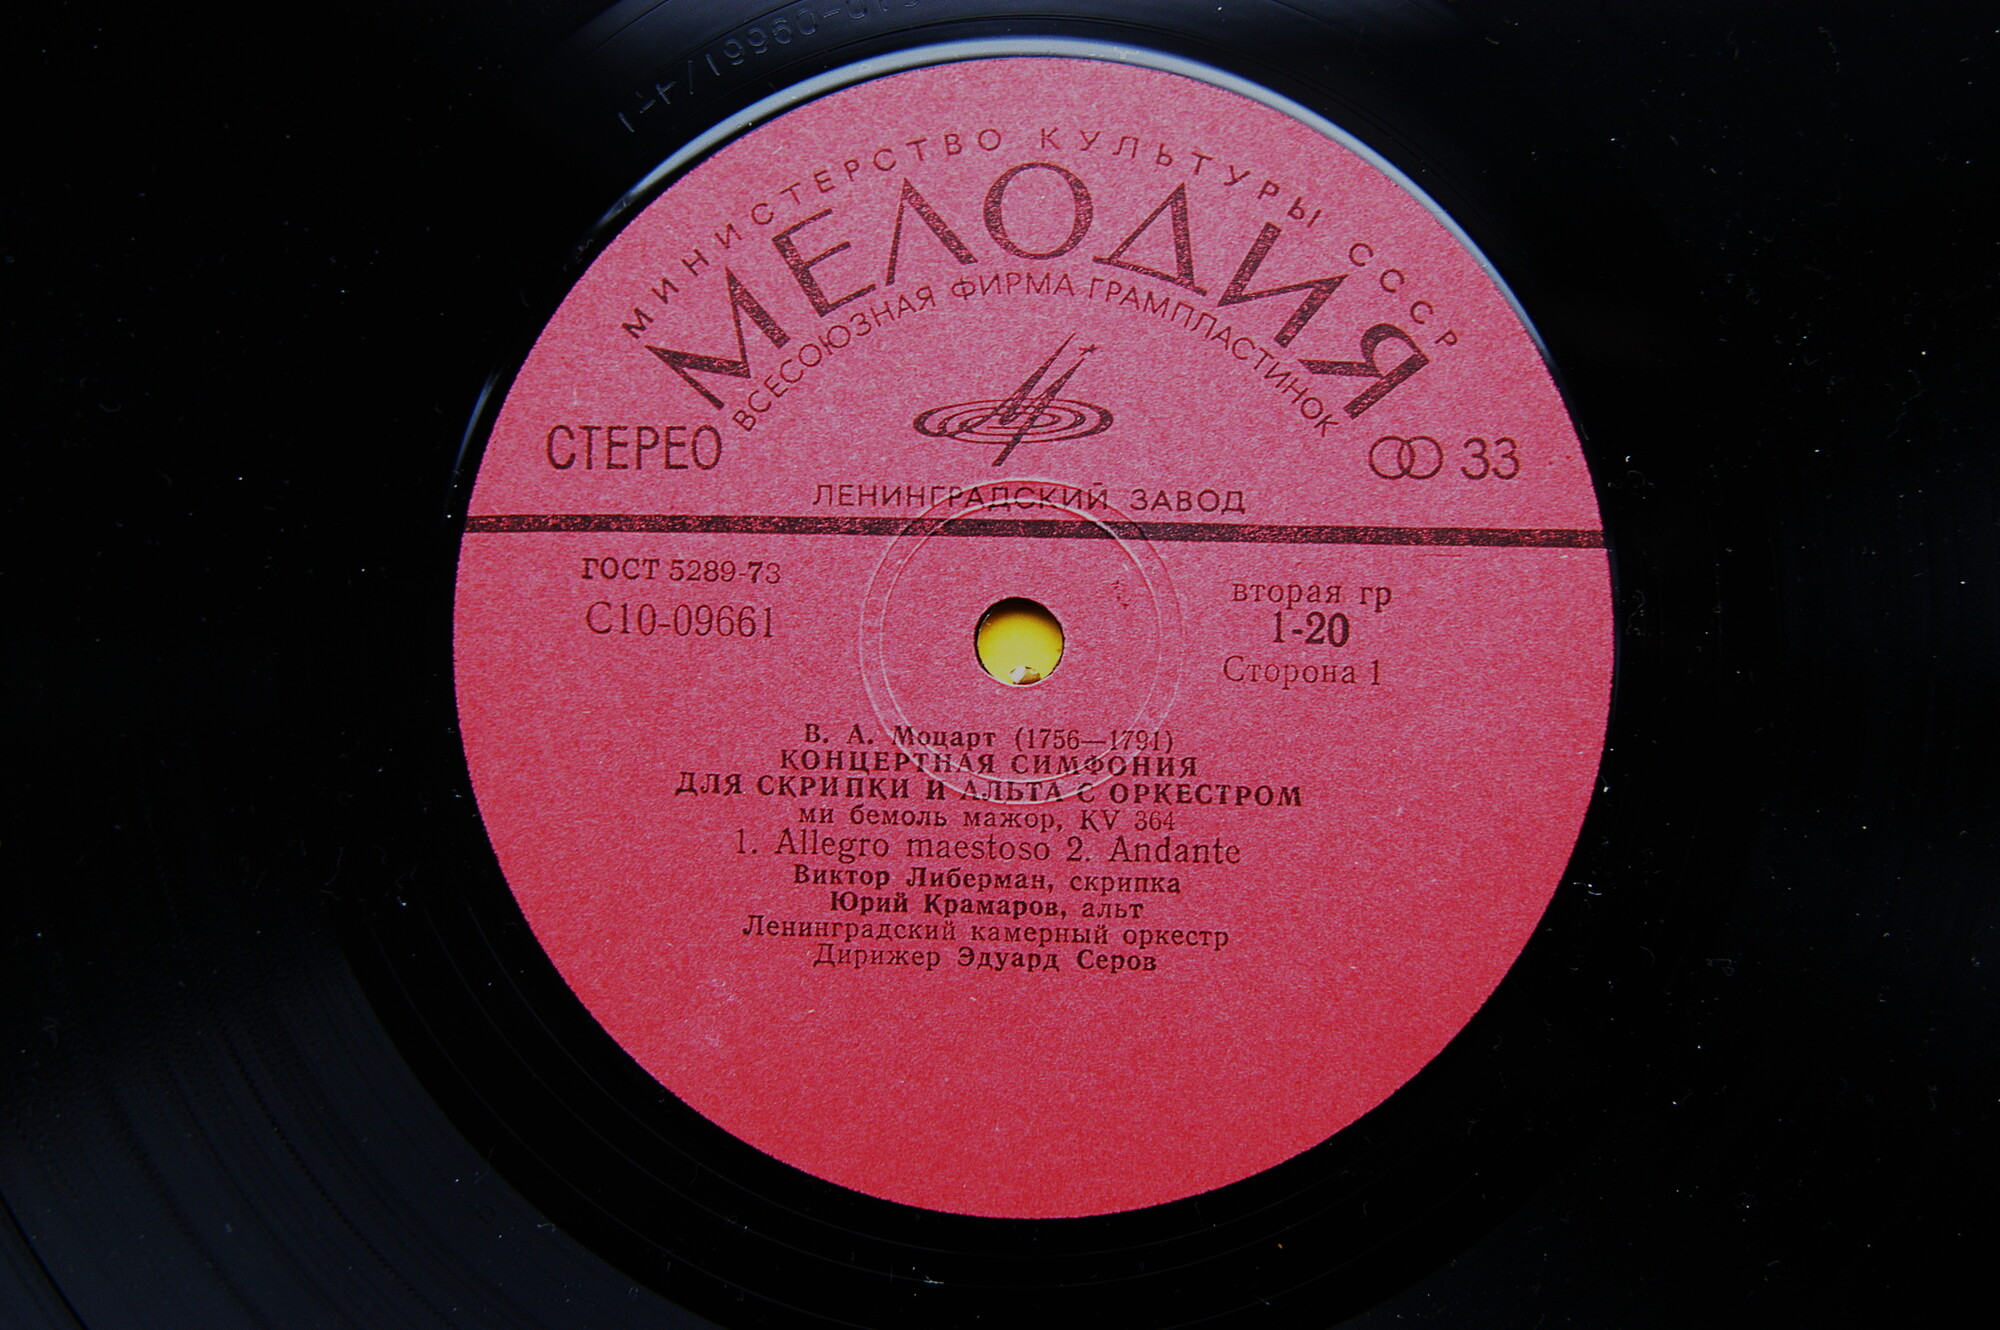 МИНИСТЕРСТВО КУЛЬТУРЫ СССР
МЕЛОДИЯ
ВСЕСОЮЗНАЯ ФИРМА ГРАМПЛАСТИНОК
СТЕРЕО
33
ЛЕНИНГРАДСКИЙ ЗАВОД
ГОСТ 5289-73
С10-09661
вторая гр
1-20
Сторона 1
В. А. Моцарт (1756—1791)
КОНЦЕРТНАЯ СИМФОНИЯ
ДЛЯ СКРИПКИ И АЛЬТА С ОРКЕСТРОМ
ми бемоль мажор, KV 364
1. Allegro maestoso 2. Andante
Виктор Либерман, скрипка
Юрий Крамаров, альт
Ленинградский камерный оркестр
Дирижер Эдуард Серов